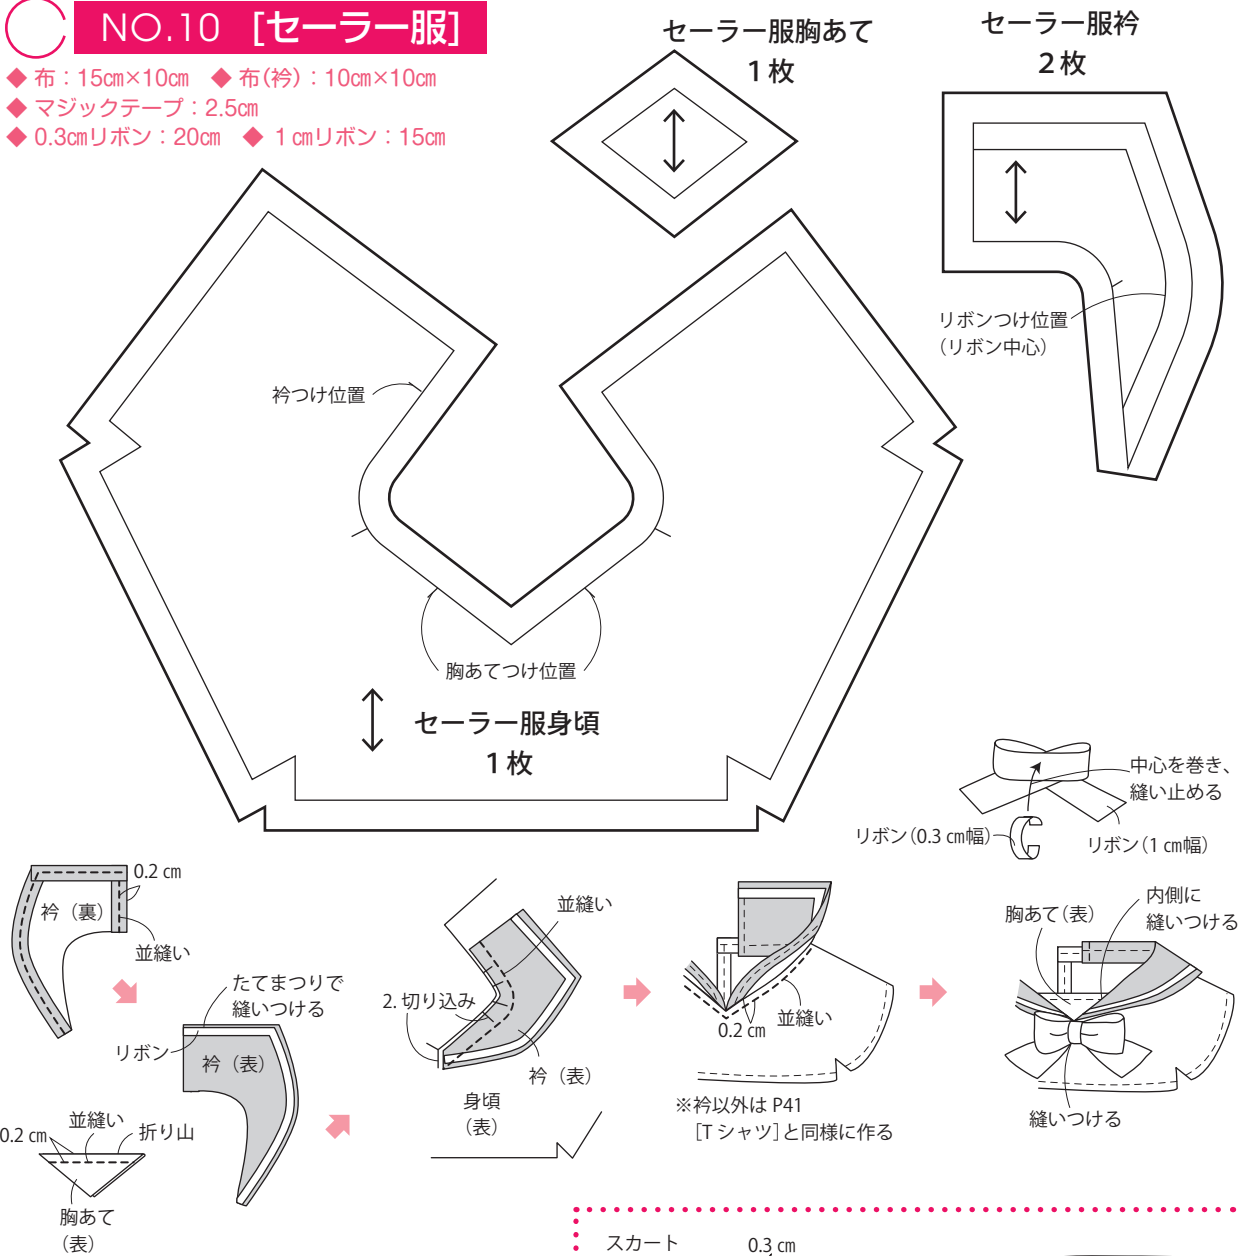 NO.10 [セーラー服]
◆ 布：15cm×10cm ◆ 布(衿)：10cm×10cm
◆ マジックテープ：2.5cm
◆ 0.3cmリボン：20cm ◆ 1cmリボン：15cm
セーラー服胸あて
1枚
セーラー服衿
2枚
リボンつけ位置
(リボン中心)
衿つけ位置
胸あてつけ位置
セーラー服身頃
1枚
中心を巻き、
縫い止める
リボン(0.3cm幅)
リボン(1cm幅)
0.2cm
衿(裏)
並縫い
たてまつりで
縫いつける
リボン
衿(表)
並縫い
0.2cm
折り山
胸あて
(表)
並縫い
2.切り込み
衿(表)
身頃
(表)
0.2cm
並縫い
※衿以外は P41
[Tシャツ]と同様に作る
胸あて(表)
内側に
縫いつける
縫いつける
スカート
0.3cm